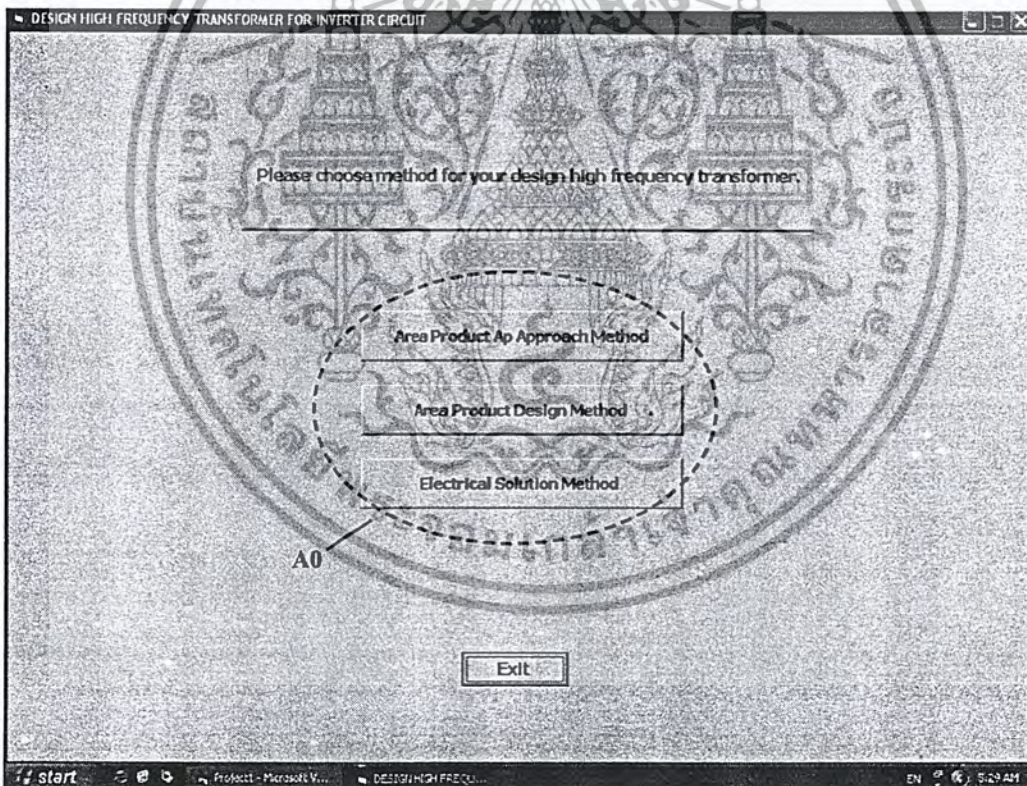 DESIGN HIGH FREQUENCY TRANSFORMER FOR INVERTER CIRCUIT
Please choose method for your design high frequency transformer.
Area Product Ap Approach Method
Area Product Design Method
Electrical Solution Method
A0
Exit
start
Project1 - Microsoft V...
DESIGN HIGH FREQU...
EN
5:29 AM